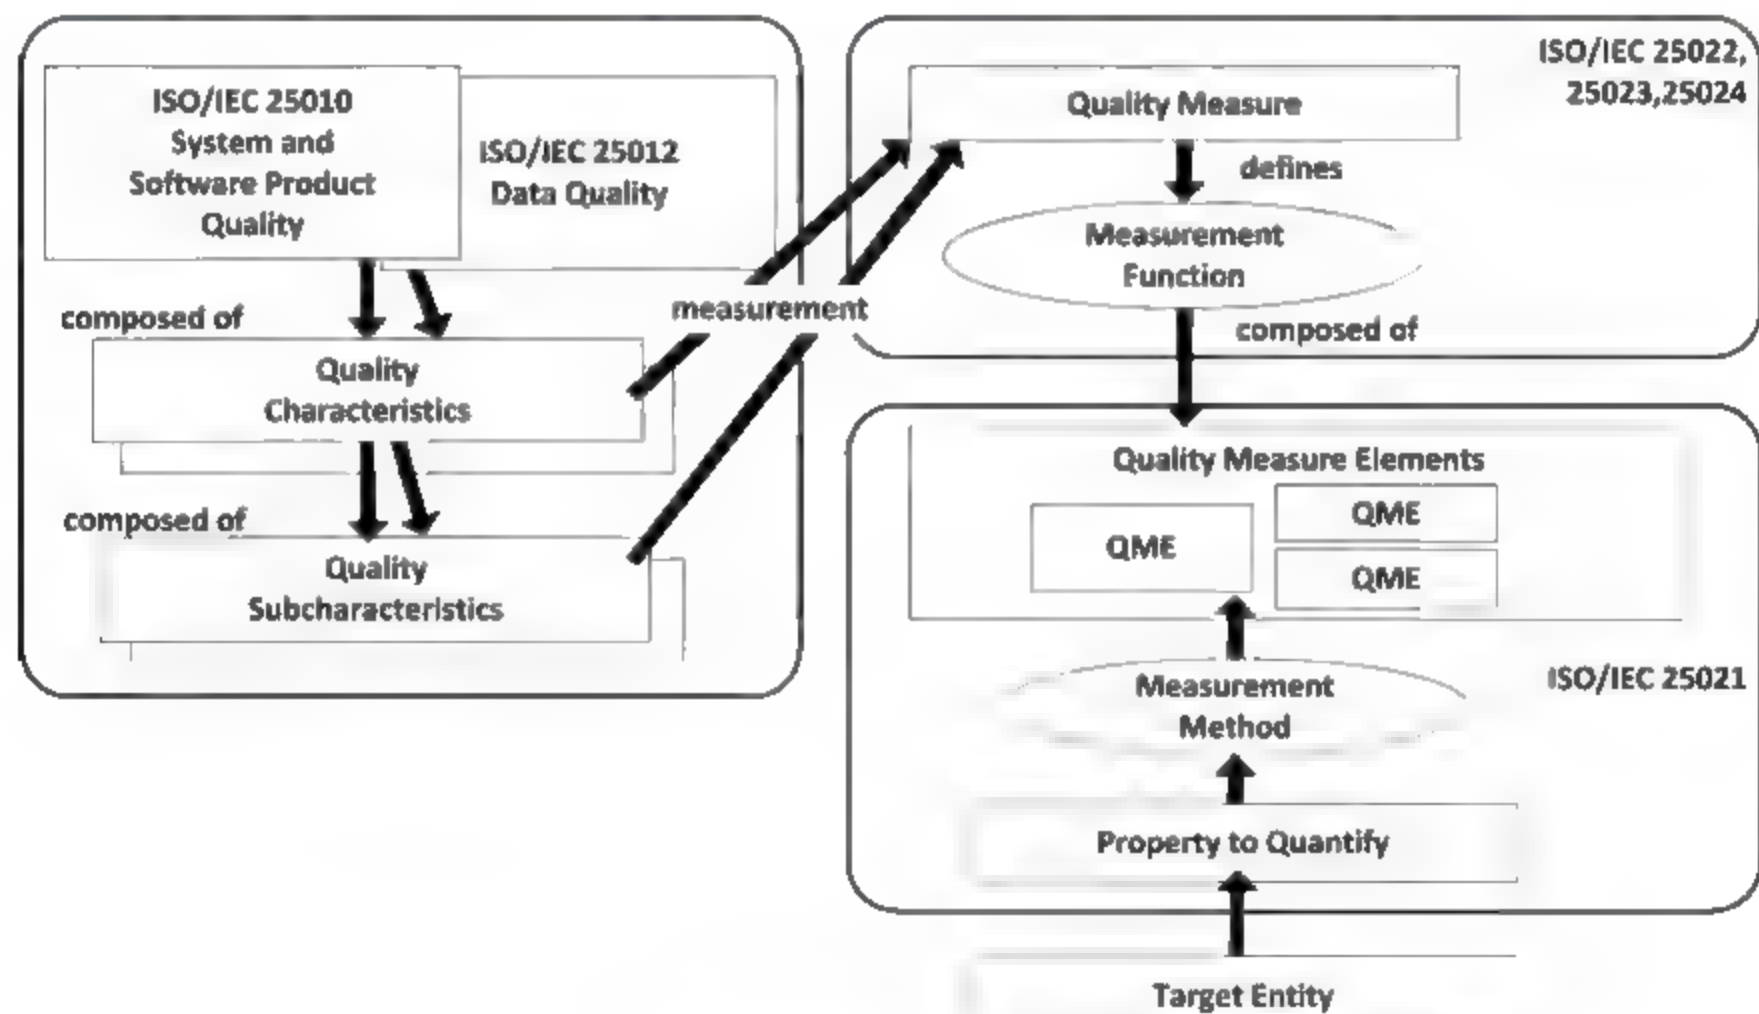 ISO/IEC 25010
System and
Software Product
Quality
ISO/IEC 25012
Data Quality
composed of
Quality
Characteristics
composed of
Quality
Subcharacteristics
measurement
ISO/IEC 25022,
25023,25024
Quality Measure
defines
Measurement
Function
composed of
Quality Measure Elements
QME
QME
QME
ISO/IEC 25021
Measurement
Method
Property to Quantify
Target Entity